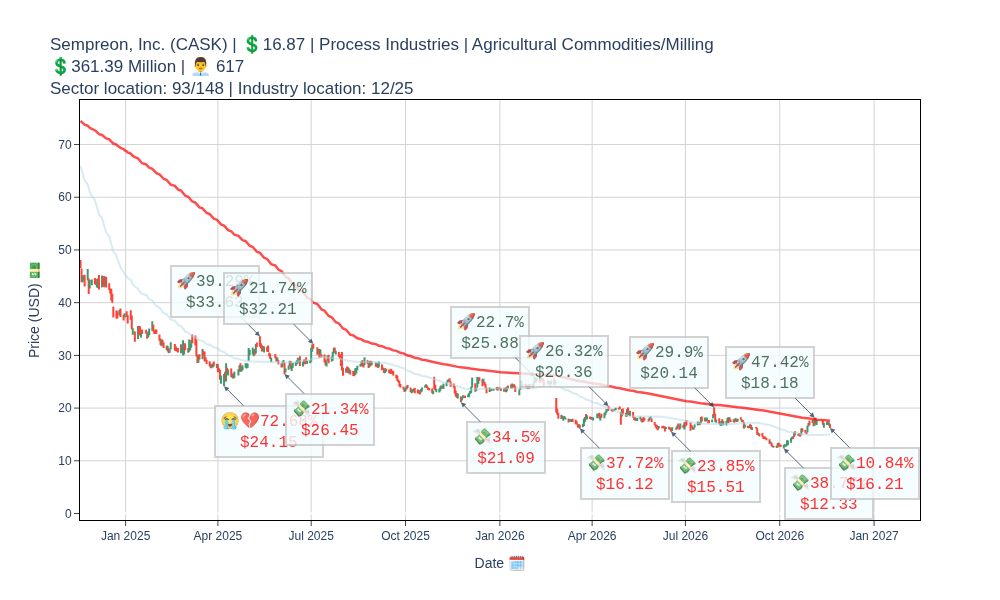 Sempreon, Inc. (CASK) | 💲16.87 | Process Industries | Agricultural Commodities/Milling
💲361.39 Million | 👨‍💼 617
Sector location: 93/148 | Industry location: 12/25
Price (USD) 💵
70
60
50
40
30
20
10
0
🚀21.74%
$32.21
🚀22.7%
$25.88
🚀26.32%
$20.36
🚀29.9%
$20.14
🚀47.42%
$18.18
$24.15
💸21.34%
$26.45
💸34.5%
$21.09
💸37.72%
$16.12
💸23.85%
$15.51
$12.33
💸10.84%
$16.21
Jan 2025
Apr 2025
Jul 2025
Oct 2025
Jan 2026
Apr 2026
Jul 2026
Oct 2026
Jan 2027
Date 🗓️